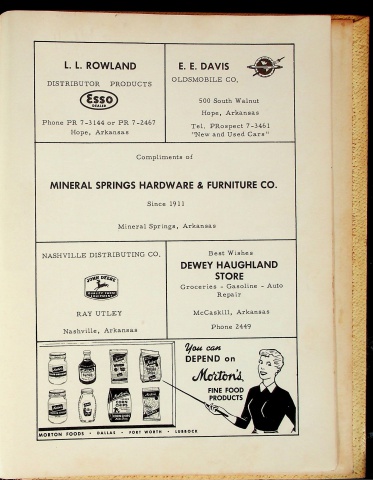 L. L. ROWLAND
DISTRIBUTOR PRODUCTS
Esso
DEALER
Phone PR 7-3144 or PR 7-2467
Hope, Arkansas
E. E. DAVIS
OLDSMOBILE CO.
500 South Walnut
Hope, Arkansas
Tel. PRospect 7-3461
"New and Used Cars"
Compliments of
MINERAL SPRINGS HARDWARE & FURNITURE CO.
Since 1911
Mineral Springs, Arkansas
NASHVILLE DISTRIBUTING CO.
JOHN DEERE
QUALITY FARM
EQUIPMENT
RAY UTLEY
Nashville, Arkansas
Best Wishes
DEWEY HAUGHLAND
STORE
Groceries - Gasoline - Auto
Repair
McCaskill, Arkansas
Phone 2449
You can
DEPEND on
Morton's
FINE FOOD
PRODUCTS
MORTON FOODS • DALLAS • FORT WORTH • LUBBOCK